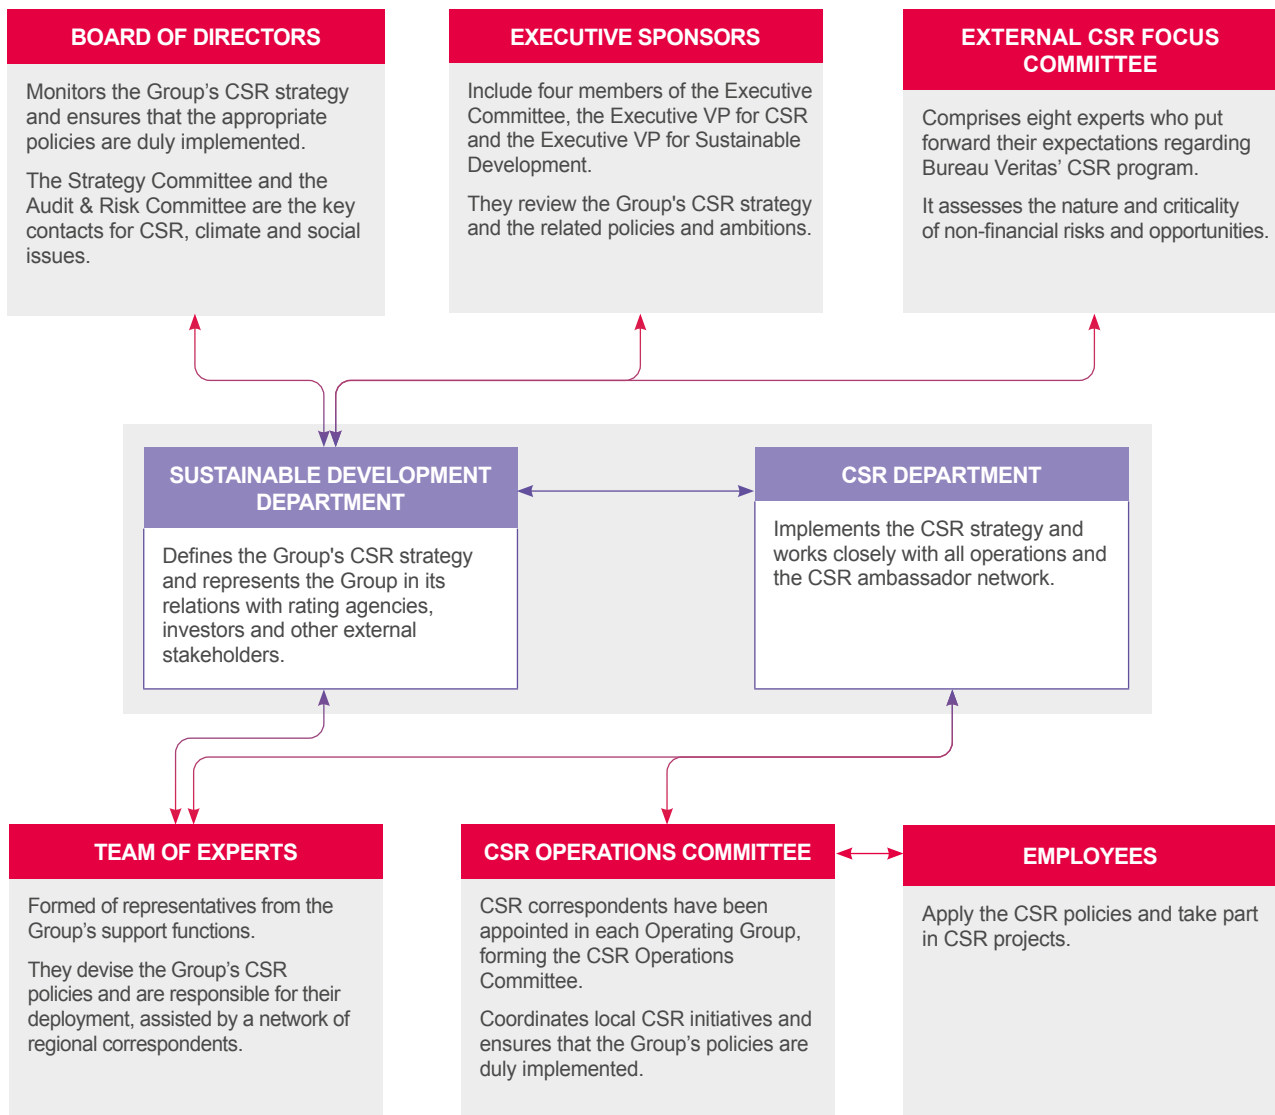 BOARD OF DIRECTORS
Monitors the Group’s CSR strategy
and ensures that the appropriate
policies are duly implemented.
The Strategy Committee and the
Audit & Risk Committee are the key
contacts for CSR, climate and social
issues.
EXECUTIVE SPONSORS
Include four members of the Executive
Committee, the Executive VP for CSR
and the Executive VP for Sustainable
Development.
They review the Group's CSR strategy
and the related policies and ambitions.
EXTERNAL CSR FOCUS
COMMITTEE
Comprises eight experts who put
forward their expectations regarding
Bureau Veritas’ CSR program.
It assesses the nature and criticality
of non-financial risks and opportunities.
SUSTAINABLE DEVELOPMENT
DEPARTMENT
Defines the Group's CSR strategy
and represents the Group in its
relations with rating agencies,
investors and other external
stakeholders.
CSR DEPARTMENT
Implements the CSR strategy and
works closely with all operations and
the CSR ambassador network.
TEAM OF EXPERTS
Formed of representatives from the
Group’s support functions.
They devise the Group’s CSR
policies and are responsible for their
deployment, assisted by a network of
regional correspondents.
CSR OPERATIONS COMMITTEE
CSR correspondents have been
appointed in each Operating Group,
forming the CSR Operations
Committee.
Coordinates local CSR initiatives and
ensures that the Group’s policies are
duly implemented.
EMPLOYEES
Apply the CSR policies and take part
in CSR projects.